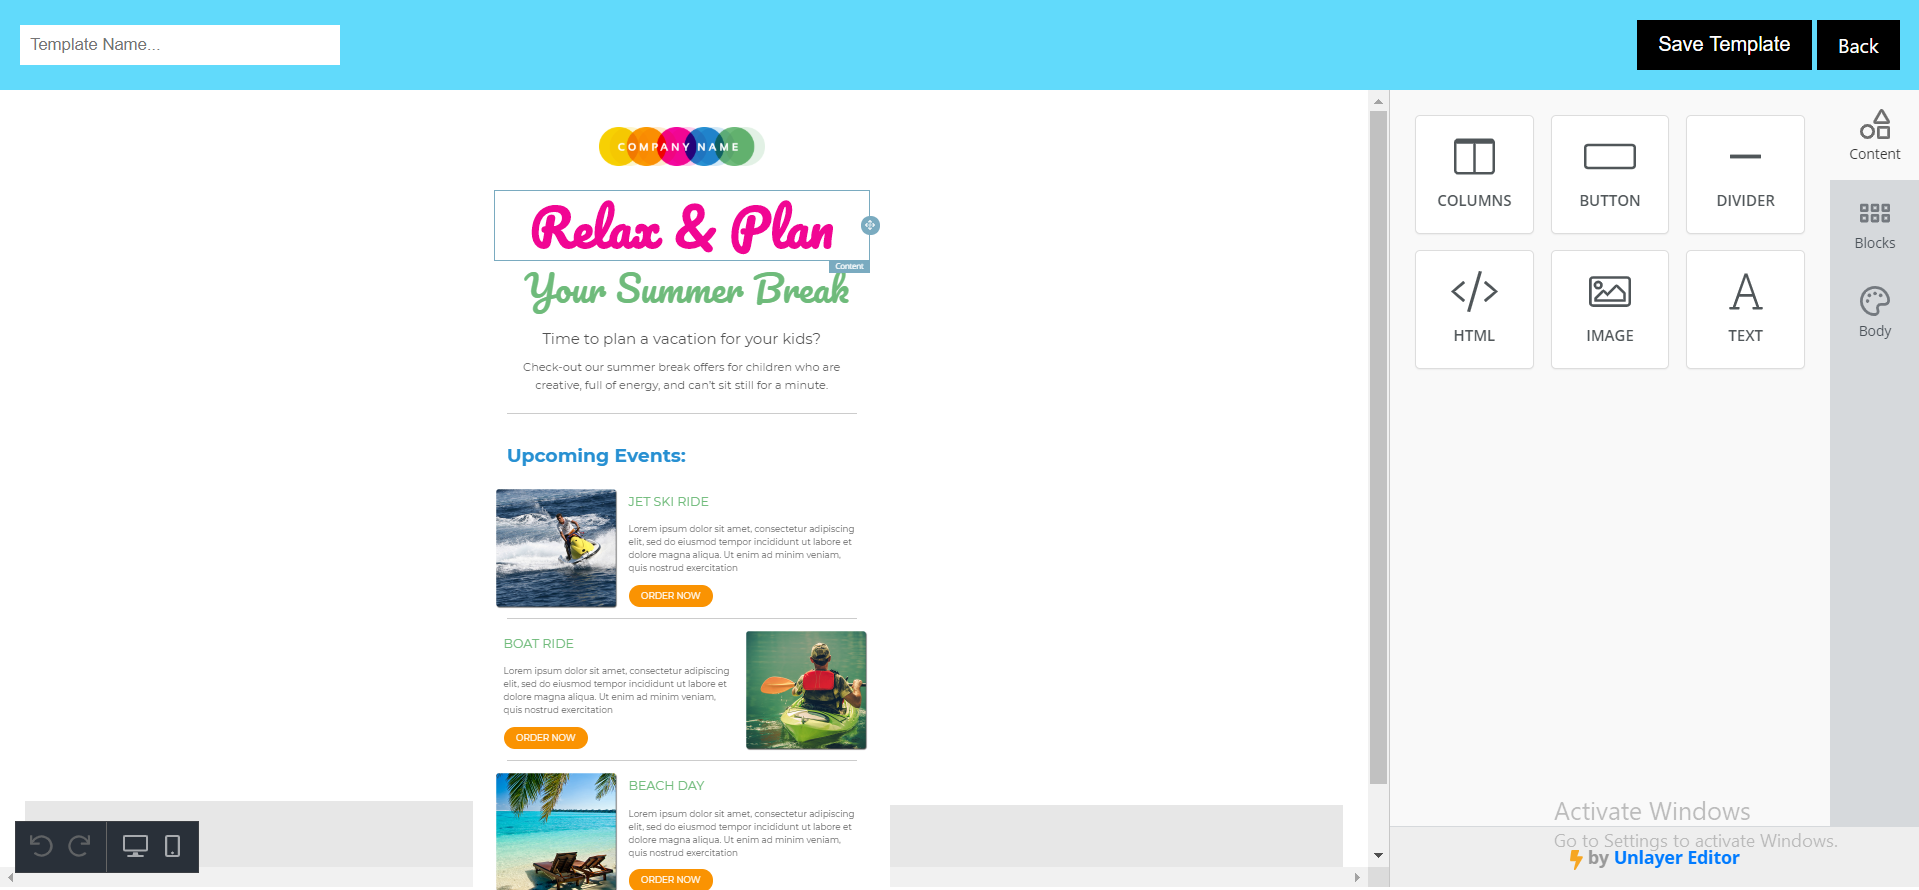 Template Name...
Save Template
Back
COMPANY NAME
Relax & Plan
Content
Your Summer Break
Time to plan a vacation for your kids?
Check-out our summer break offers for children who are
creative, full of energy, and can't sit still for a minute.
Upcoming Events:
JET SKI RIDE
Lorem ipsum dolor sit amet, consectetur adipiscing
elit, sed do eiusmod tempor incididunt ut labore et
dolore magna aliqua. Ut enim ad minim veniam,
quis nostrud exercitation
ORDER NOW
BOAT RIDE
Lorem ipsum dolor sit amet, consectetur adipiscing
elit, sed do eiusmod tempor incididunt ut labore et
dolore magna aliqua. Ut enim ad minim veniam,
quis nostrud exercitation
ORDER NOW
BEACH DAY
Lorem ipsum dolor sit amet, consectetur adipiscing
elit, sed do eiusmod tempor incididunt ut labore et
dolore magna aliqua. Ut enim ad minim veniam,
quis nostrud exercitation
ORDER NOW
COLUMNS
BUTTON
DIVIDER
HTML
IMAGE
TEXT
Content
Blocks
Body
Activate Windows
Go to Settings to activate Windows.
by Unlayer Editor